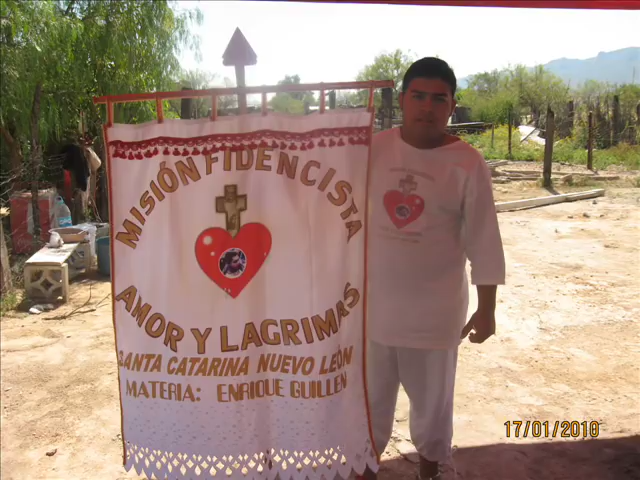 MISIÓN FIDENCISTA
AMOR Y LAGRIMAS
SANTA CATARINA NUEVO LEÓN
MATERIA: ENRIQUE GUILLEN
17/01/2010